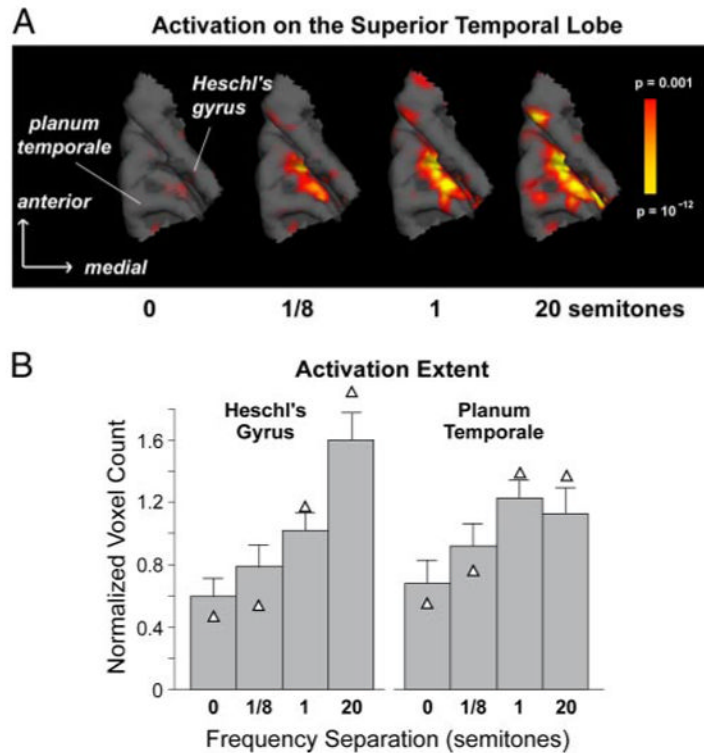 A Activation on the Superior Temporal Lobe
Heschl's
gyrus
planum
temporale
anterior
medial
p = 0.001
p = 10⁻¹²
0 1/8 1 20 semitones
B Activation Extent
Heschl's
Gyrus
Planum
Temporale
Normalized Voxel Count
1.6
1.2
0.8
0.4
0
0 1/8 1 20 0 1/8 1 20
Frequency Separation (semitones)